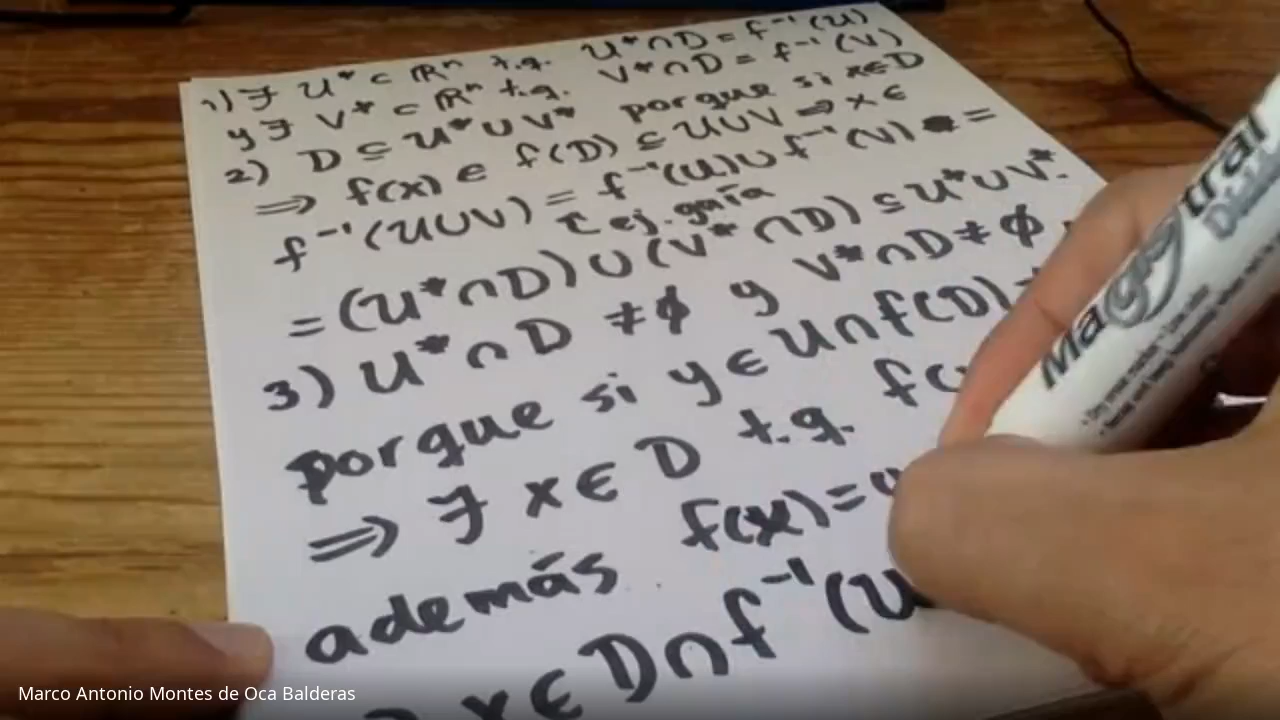 1) ∃ U* ⊂ ℝⁿ t.q. U*∩D = f⁻¹(U)
y ∃ V* ⊂ ℝⁿ t.q. V*∩D = f⁻¹(V)
2) D ⊆ U*∪V* porque si x∈D
⇒ f(x) ∈ f(D) ⊆ U∪V ⇒ x ∈
f⁻¹(U∪V) = f⁻¹(U)∪f⁻¹(V) =
ej. guía
= (U*∩D)∪(V*∩D) ⊆ U*∪V*.
3) U*∩D ≠ ∅ y V*∩D ≠ ∅
porque si y ∈ U∩f(D)
⇒ ∃ x∈D t.q.
además f(x)=
x∈D∩f⁻¹(U
Magistral
Marco Antonio Montes de Oca Balderas